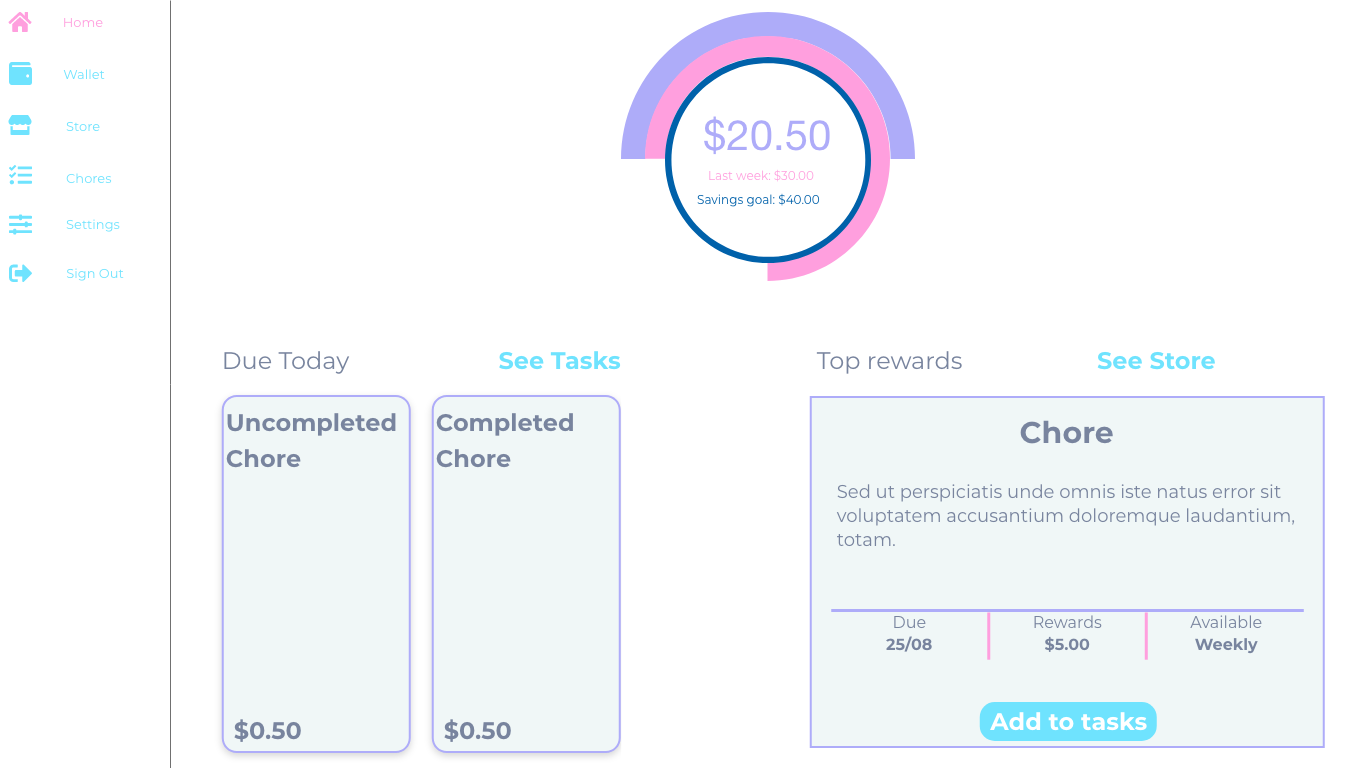 Home
Wallet
Store
Chores
Settings
Sign Out
$20.50
Last week: $30.00
Savings goal: $40.00
Due Today
See Tasks
Uncompleted
Chore
$0.50
Completed
Chore
$0.50
Top rewards
See Store
Chore
Sed ut perspiciatis unde omnis iste natus error sit
voluptatem accusantium doloremque laudantium,
totam.
Due
25/08
Rewards
$5.00
Available
Weekly
Add to tasks